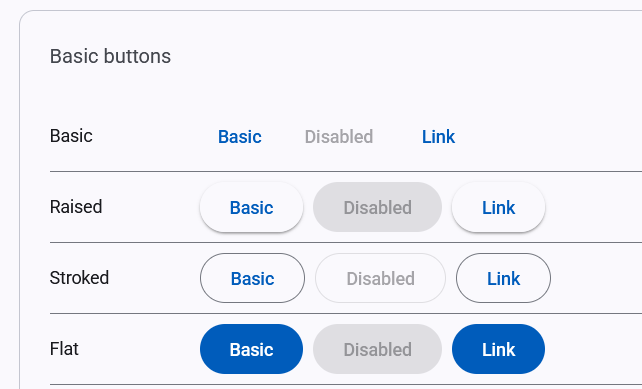 Basic buttons
Basic Basic Disabled Link
Raised Basic Disabled Link
Stroked Basic Disabled Link
Flat Basic Disabled Link